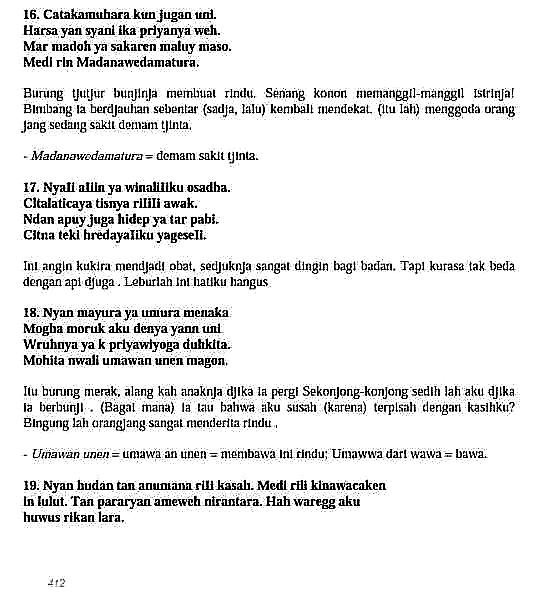 16. Catakamuhara kun jugan uni.
Harsa yan syani ika priyanya weh.
Mar madoh ya sakaren maluy maso.
Medi rin Madanawedamatura.
Burung tjutjur bunjinja membuat rindu. Senang konon memanggil-manggil istrinja!
Bimbang ia berdjauhan sebentar (sadja, lalu) kembali mendekat. (itu lah) menggoda orang
jang sedang sakit demam tjinta.
- Madanawedamatura = demam sakit tjinta.
17. Nyali aliin ya winaliliku osadha.
Citalaticaya tisnya rilili awak.
Ndan apuy juga hidep ya tar pabi.
Citna teki hredayaliku yageseli.
Ini angin kukira mendjadi obat, sedjuknja sangat dingin bagi badan. Tapi kurasa tak beda
dengan api djuga . Leburlah ini hatiku hangus
18. Nyan mayura ya umura menaka
Mogha moruk aku denya yann uni
Wruhnya ya k priyawiyoga duhkita.
Mohita nwali umawan unen magon.
Itu burung merak, alang kah anaknja djika ia pergi Sekonjong-konjong sedih lah aku djika
ia berbunji . (Bagai mana) ia tau bahwa aku susah (karena) terpisah dengan kasihku?
Bingung lah orangjang sangat menderita rindu .
- Umawan unen = umawa an unen = membawa ini rindu; Umawwa dari wawa = bawa.
19. Nyan hudan tan anumana rili kasah. Medi rili kinawacaken
in lulut. Tan pararyan ameweh nirantara. Hah waregg aku
huwus rikan lara.
412